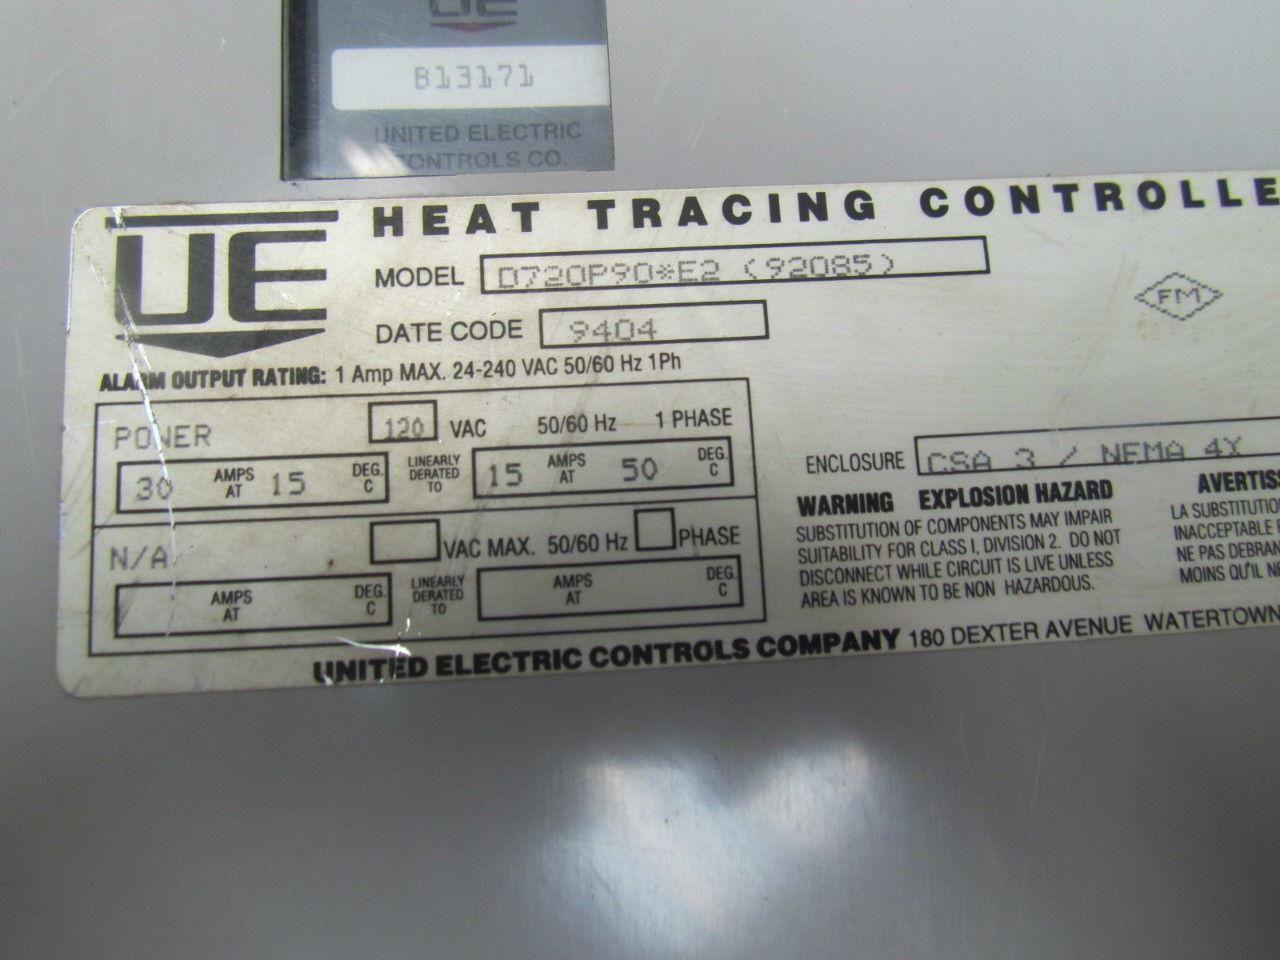 UE
B13171
UNITED ELECTRIC
CONTROLS CO.
UE
HEAT TRACING CONTROLLE
MODEL D720P90*E2 (92085)
DATE CODE 9404
FM
ALARM OUTPUT RATING: 1 Amp MAX. 24-240 VAC 50/60 Hz 1Ph
POWER 120 VAC 50/60 Hz 1 PHASE
30 AMPS AT 15 DEG. C LINEARLY DERATED TO 15 AMPS AT 50 DEG. C
N/A VAC MAX. 50/60 Hz PHASE
AMPS AT DEG. C LINEARLY DERATED TO AMPS AT DEG. C
ENCLOSURE CSA 3 / NEMA 4X
WARNING EXPLOSION HAZARD
SUBSTITUTION OF COMPONENTS MAY IMPAIR
SUITABILITY FOR CLASS I, DIVISION 2. DO NOT
DISCONNECT WHILE CIRCUIT IS LIVE UNLESS
AREA IS KNOWN TO BE NON HAZARDOUS.
AVERTISS
LA SUBSTITUTIO
INACCEPTABLE
NE PAS DEBRAN
MOINS QU'IL NE
UNITED ELECTRIC CONTROLS COMPANY 180 DEXTER AVENUE WATERTOWN